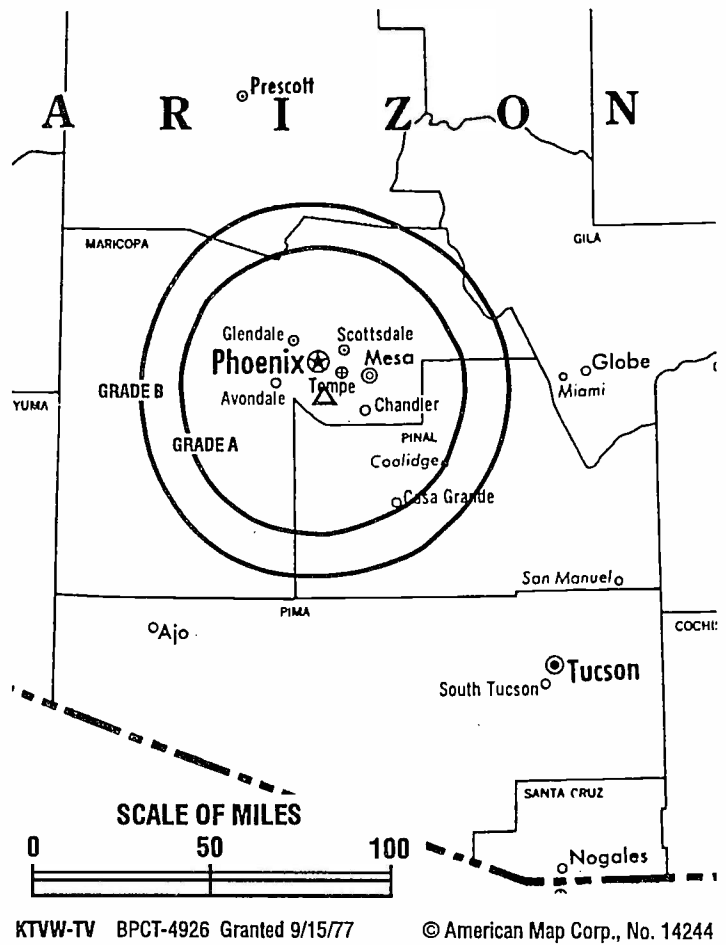 Prescott
A R I Z O N
MARICOPA
GILA
Glendale
Scottsdale
Phoenix
Mesa
Globe
GRADE B
Avondale
Tempe
Miami
YUMA
Chandler
GRADE A
PINAL
Coolidge
Casa Grande
San Manuel
PIMA
COCHIS
Ajo
Tucson
South Tucson
SCALE OF MILES
SANTA CRUZ
0 50 100
Nogales
KTVW-TV BPCT-4926 Granted 9/15/77 © American Map Corp., No. 14244